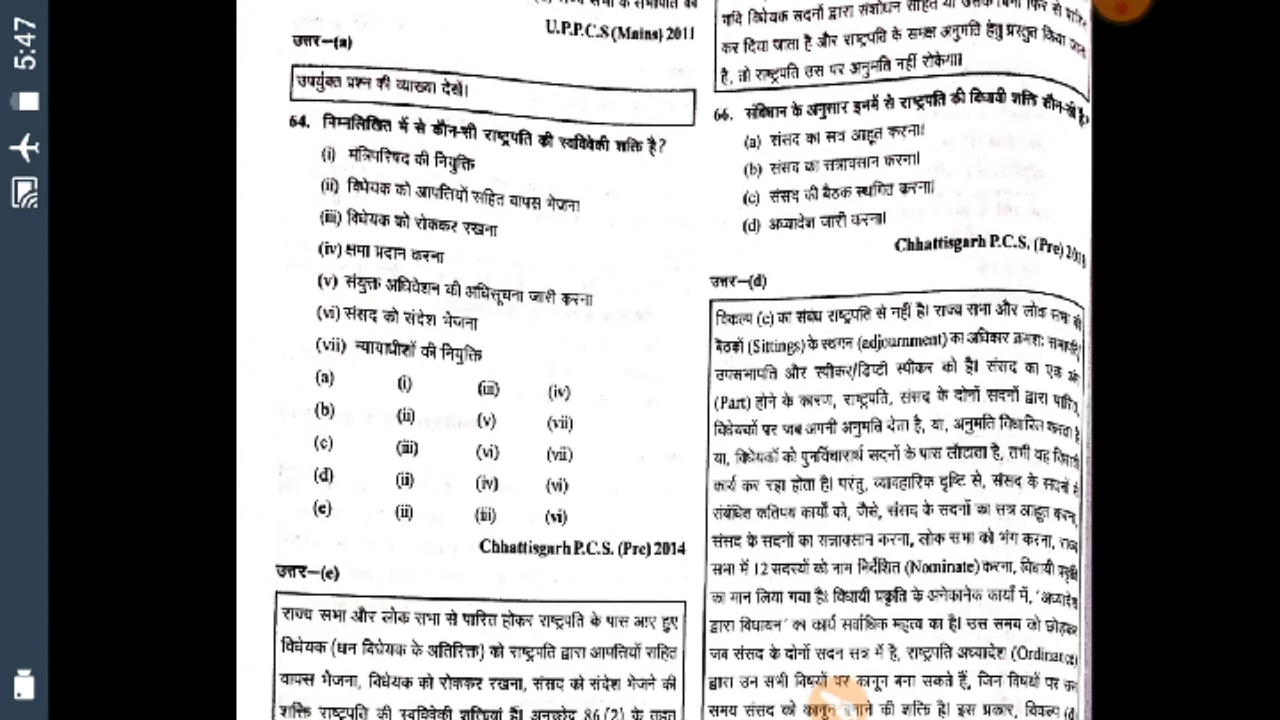 5:47
U.P.P.C.S (Mains) 2011
उत्तर—(a)
उपर्युक्त प्रश्न की व्याख्या देखें।
64. निम्नलिखित में से कौन-सी राष्ट्रपति की स्वविवेकी शक्ति है?
(i) मंत्रिपरिषद की नियुक्ति
(ii) विधेयक को आपत्तियों सहित वापस भेजना
(iii) विधेयक को रोककर रखना
(iv) क्षमा प्रदान करना
(v) संयुक्त अधिवेशन की अधिसूचना जारी करना
(vi) संसद को संदेश भेजना
(vii) न्यायाधीशों की नियुक्ति
(a) (i) (iii) (iv)
(b) (ii) (v) (vii)
(c) (iii) (vi) (vii)
(d) (ii) (iv) (vi)
(e) (ii) (iii) (vi)
Chhattisgarh P.C.S. (Pre) 2014
उत्तर—(e)
राज्य सभा और लोक सभा से पारित होकर राष्ट्रपति के पास आए हुए
विधेयक (धन विधेयक के अतिरिक्त) को राष्ट्रपति द्वारा आपत्तियों सहित
वापस भेजना, विधेयक को रोककर रखना, संसद को संदेश भेजने की
शक्ति राष्ट्रपति की स्वविवेकी शक्तियां हैं। अनुच्छेद 86(2) के तहत
यदि विधेयक सदनों द्वारा संशोधन सहित या उसके बिना फिर से पारित
कर दिया जाता है और राष्ट्रपति के समक्ष अनुमति हेतु प्रस्तुत किया जाता
है, तो राष्ट्रपति उस पर अनुमति नहीं रोकेगा।
66. संविधान के अनुसार इनमें से राष्ट्रपति की विधायी शक्ति कौन-सी है?
(a) संसद का सत्र आहूत करना।
(b) संसद का सत्रावसान करना।
(c) संसद की बैठक स्थगित करना।
(d) अध्यादेश जारी करना।
Chhattisgarh P.C.S. (Pre)
उत्तर—(d)
विकल्प (c) का संबंध राष्ट्रपति से नहीं है। राज्य सभा और लोक सभा की
बैठकों (Sittings) के स्थगन (adjournment) का अधिकार क्रमशः सभापति/
उपसभापति और स्पीकर/डिप्टी स्पीकर को है। संसद का एक अंग
(Part) होने के कारण, राष्ट्रपति, संसद के दोनों सदनों द्वारा पारित
विधेयकों पर जब अपनी अनुमति देता है, या, अनुमति विधारित करता है
या, विधेयकों को पुनर्विचारार्थ सदनों के पास लौटाता है, तभी वह विधायी
कार्य कर रहा होता है। परंतु, व्यावहारिक दृष्टि से, संसद के सदनों से
संबंधित कतिपय कार्यों को, जैसे, संसद के सदनों का सत्र आहूत करना,
संसद के सदनों का सत्रावसान करना, लोक सभा को भंग करना, राज्य
सभा में 12 सदस्यों को नाम निर्देशित (Nominate) करना, विधायी प्रकृति
का मान लिया गया है। विधायी प्रकृति के अनेकानेक कार्यों में, 'अध्यादेश
द्वारा विधायन' का कार्य सर्वाधिक महत्व का है। उस समय को छोड़कर
जब संसद के दोनों सदन सत्र में है, राष्ट्रपति अध्यादेश (Ordinance)
द्वारा उन सभी विषयों पर कानून बना सकते हैं, जिन विषयों पर उस
समय संसद को कानून बनाने की शक्ति है। इस प्रकार, विकल्प (d)